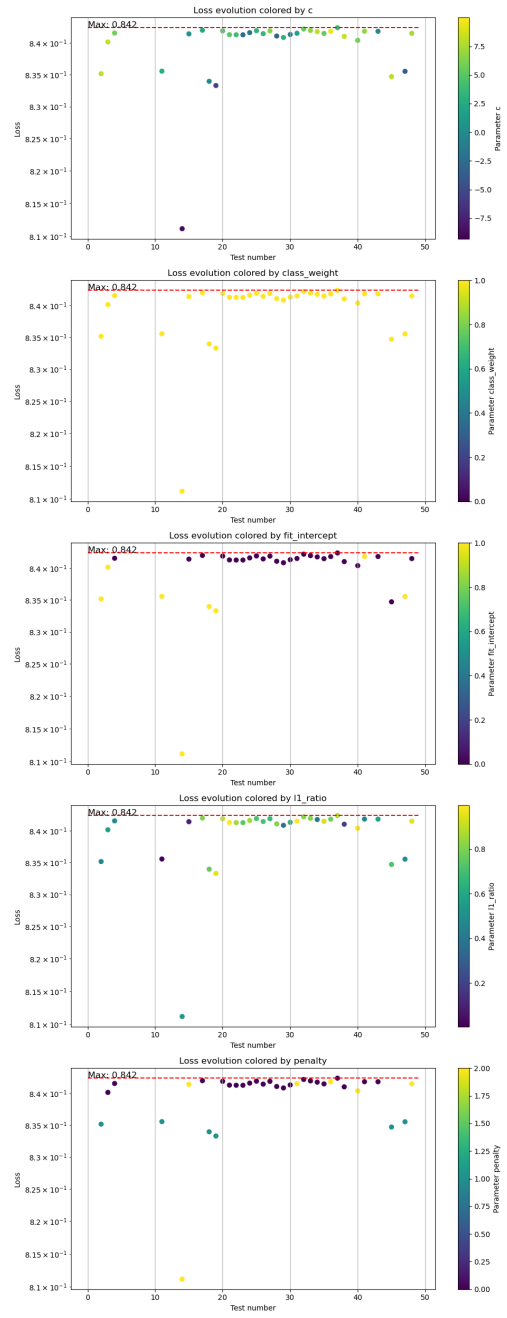 Loss evolution colored by c
Max: 0.842
8.4 × 10⁻¹
8.35 × 10⁻¹
8.3 × 10⁻¹
8.25 × 10⁻¹
8.2 × 10⁻¹
8.15 × 10⁻¹
8.1 × 10⁻¹
Loss
0 10 20 30 40 50
Test number
7.5
5.0
2.5
0.0
−2.5
−5.0
−7.5
Parameter c
Loss evolution colored by class_weight
Max: 0.842
8.4 × 10⁻¹
8.35 × 10⁻¹
8.3 × 10⁻¹
8.25 × 10⁻¹
8.2 × 10⁻¹
8.15 × 10⁻¹
8.1 × 10⁻¹
Loss
0 10 20 30 40 50
Test number
1.0
0.8
0.6
0.4
0.2
0.0
Parameter class_weight
Loss evolution colored by fit_intercept
Max: 0.842
8.4 × 10⁻¹
8.35 × 10⁻¹
8.3 × 10⁻¹
8.25 × 10⁻¹
8.2 × 10⁻¹
8.15 × 10⁻¹
8.1 × 10⁻¹
Loss
0 10 20 30 40 50
Test number
1.0
0.8
0.6
0.4
0.2
0.0
Parameter fit_intercept
Loss evolution colored by l1_ratio
Max: 0.842
8.4 × 10⁻¹
8.35 × 10⁻¹
8.3 × 10⁻¹
8.25 × 10⁻¹
8.2 × 10⁻¹
8.15 × 10⁻¹
8.1 × 10⁻¹
Loss
0 10 20 30 40 50
Test number
0.8
0.6
0.4
0.2
Parameter l1_ratio
Loss evolution colored by penalty
Max: 0.842
8.4 × 10⁻¹
8.35 × 10⁻¹
8.3 × 10⁻¹
8.25 × 10⁻¹
8.2 × 10⁻¹
8.15 × 10⁻¹
8.1 × 10⁻¹
Loss
0 10 20 30 40 50
Test number
2.00
1.75
1.50
1.25
1.00
0.75
0.50
0.25
0.00
Parameter penalty